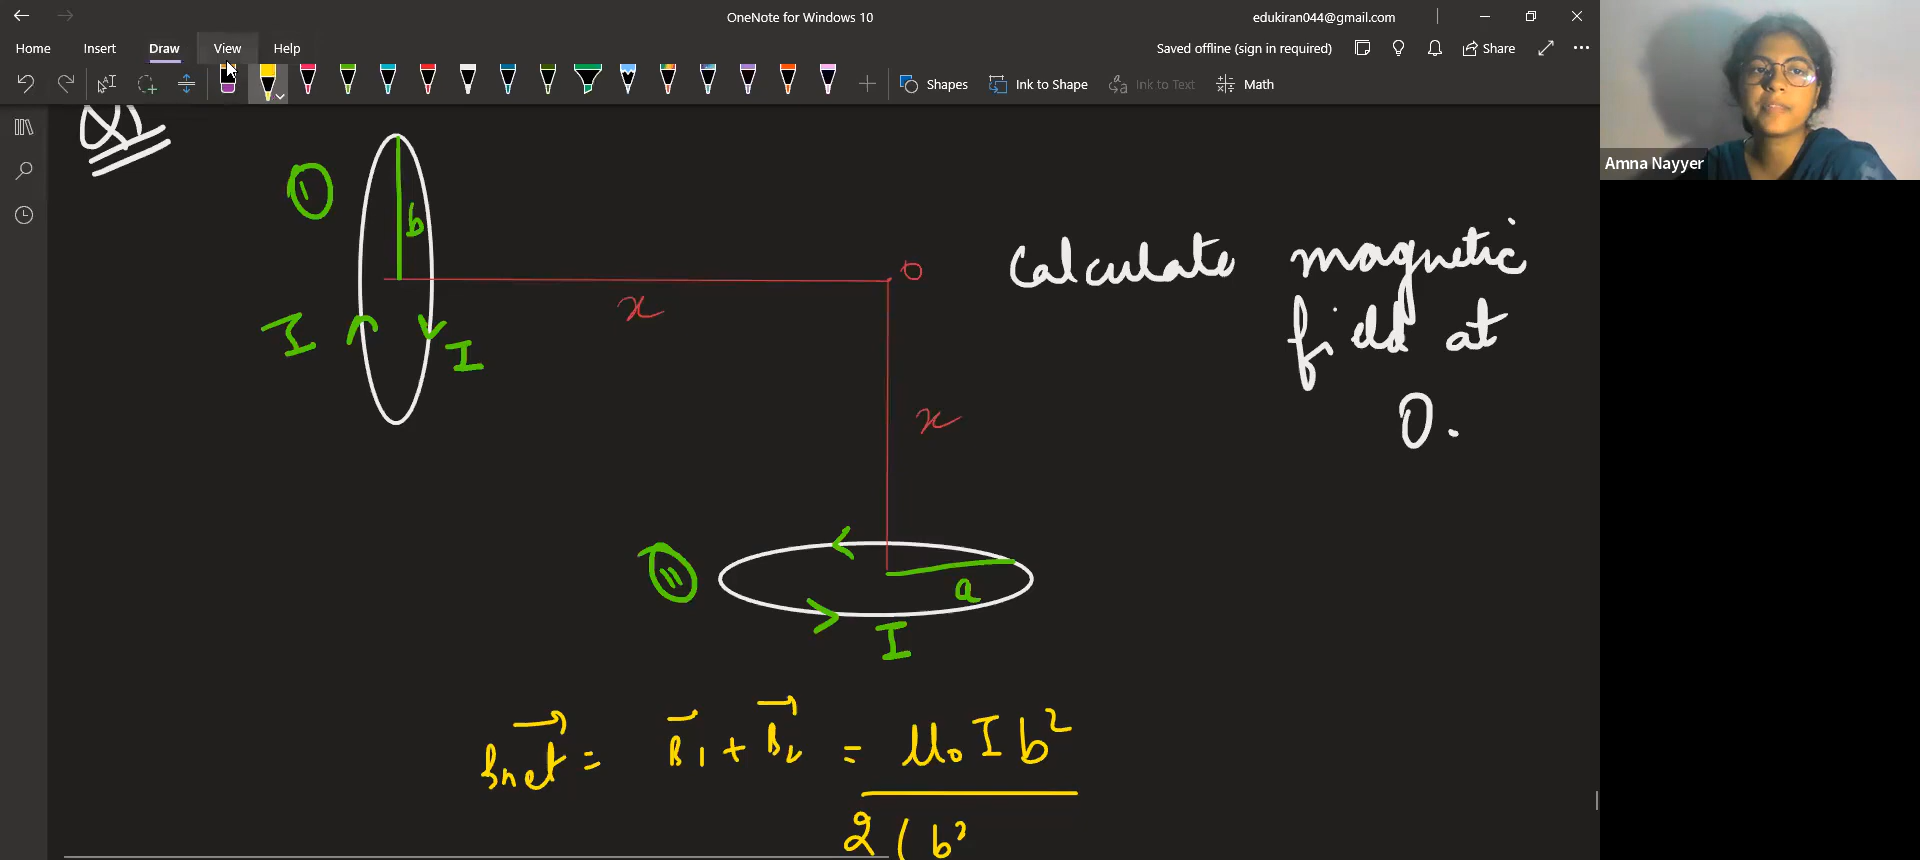 OneNote for Windows 10
edukiran044@gmail.com
Home Insert Draw View Help
Saved offline (sign in required)
Share
Shapes
Ink to Shape
Ink to Text
Math
Amna Nayyer
Q1
I
b
O
x
I
I
Calculate magnetic
field at
O.
x
II
a
I
Bnet = B1 + B2 = μ0 I b²
2 ( b²